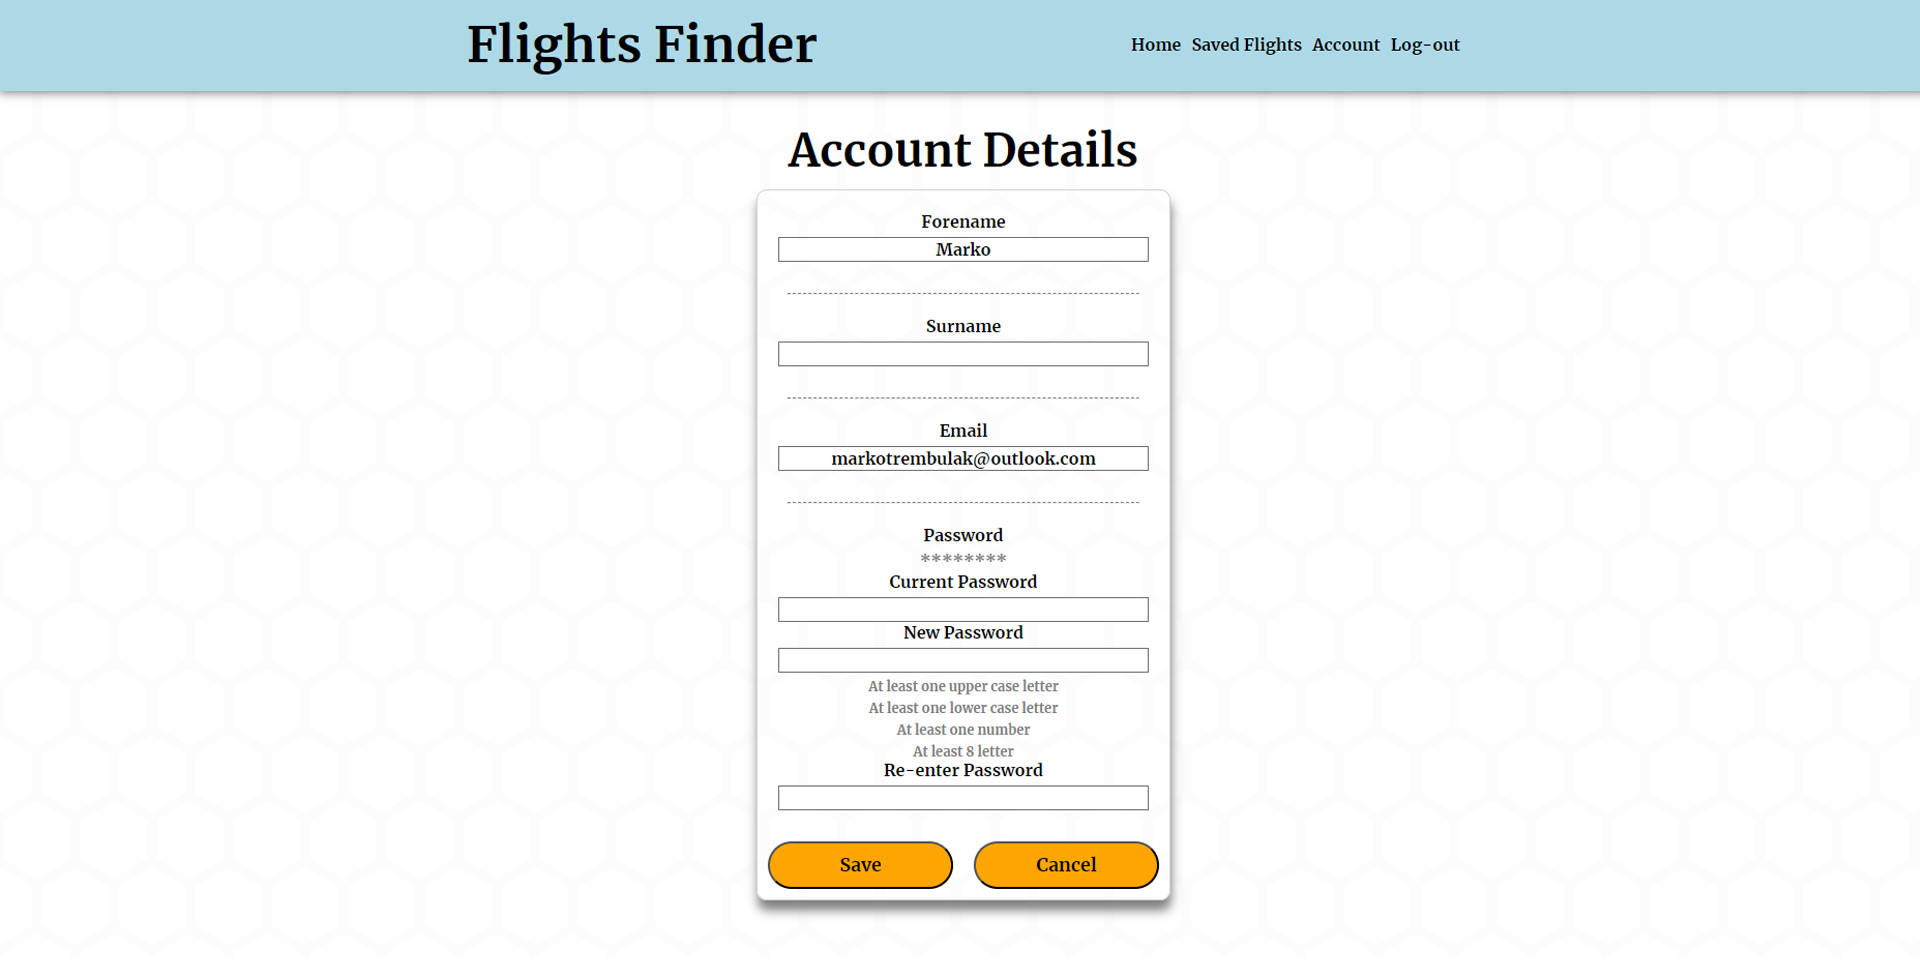 Flights Finder
Home Saved Flights Account Log-out
Account Details
Forename
Marko
Surname
Email
markotrembulak@outlook.com
Password
********
Current Password
New Password
At least one upper case letter
At least one lower case letter
At least one number
At least 8 letter
Re-enter Password
Save Cancel